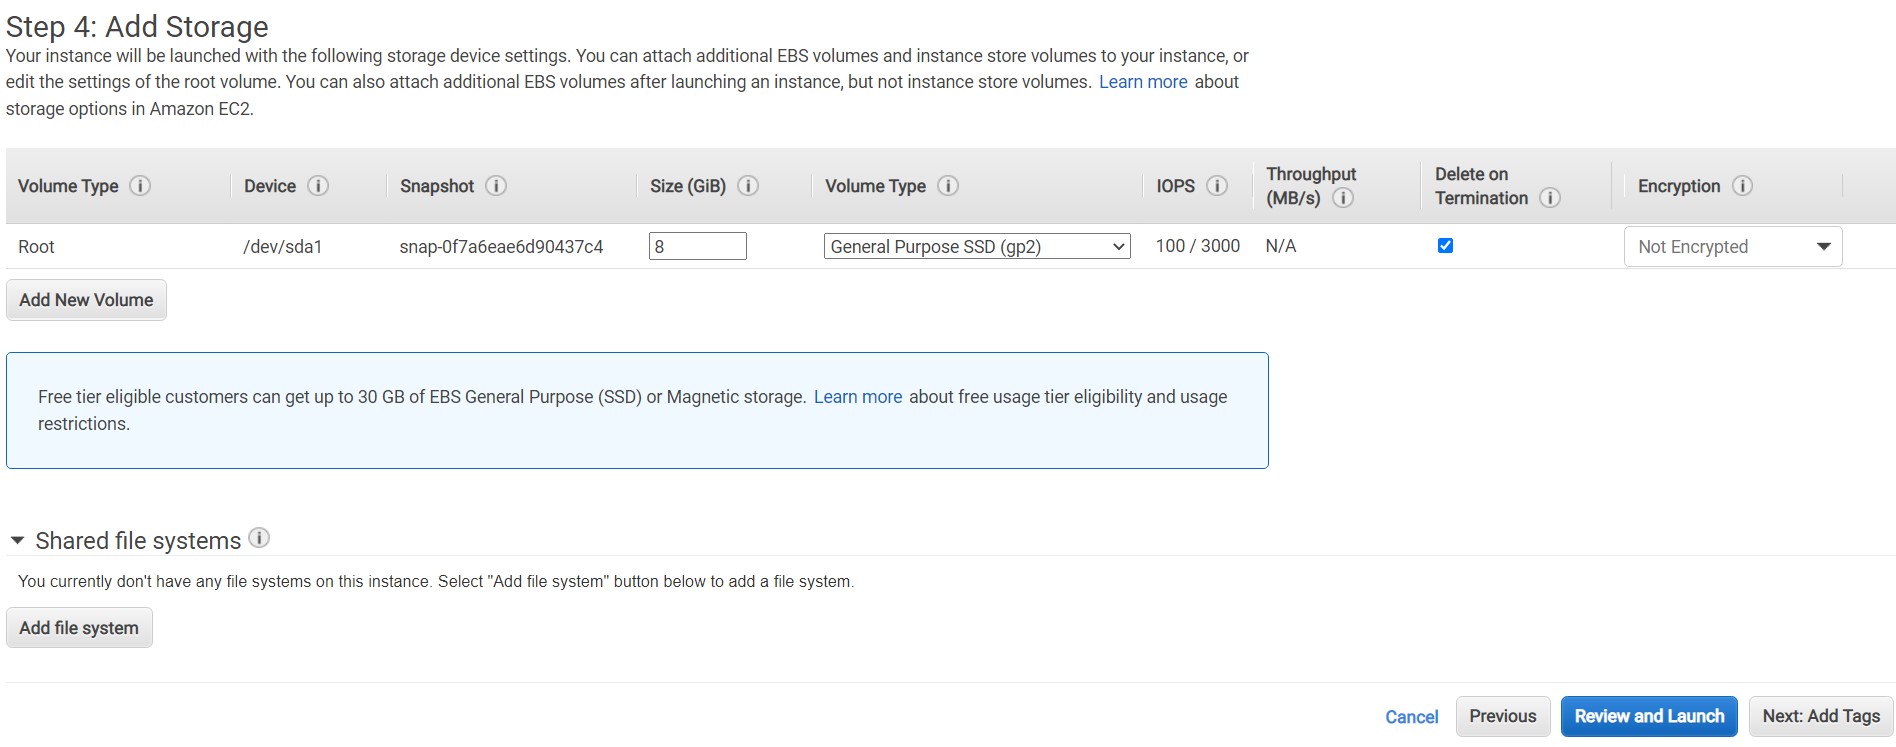 Step 4: Add Storage
Your instance will be launched with the following storage device settings. You can attach additional EBS volumes and instance store volumes to your instance, or
edit the settings of the root volume. You can also attach additional EBS volumes after launching an instance, but not instance store volumes. Learn more about
storage options in Amazon EC2.
Volume Type Device Snapshot Size (GiB) Volume Type IOPS Throughput (MB/s) Delete on Termination Encryption
Root /dev/sda1 snap-0f7a6eae6d90437c4 8 General Purpose SSD (gp2) 100 / 3000 N/A Not Encrypted
Add New Volume
Free tier eligible customers can get up to 30 GB of EBS General Purpose (SSD) or Magnetic storage. Learn more about free usage tier eligibility and usage
restrictions.
Shared file systems
You currently don't have any file systems on this instance. Select "Add file system" button below to add a file system.
Add file system
Cancel Previous Review and Launch Next: Add Tags